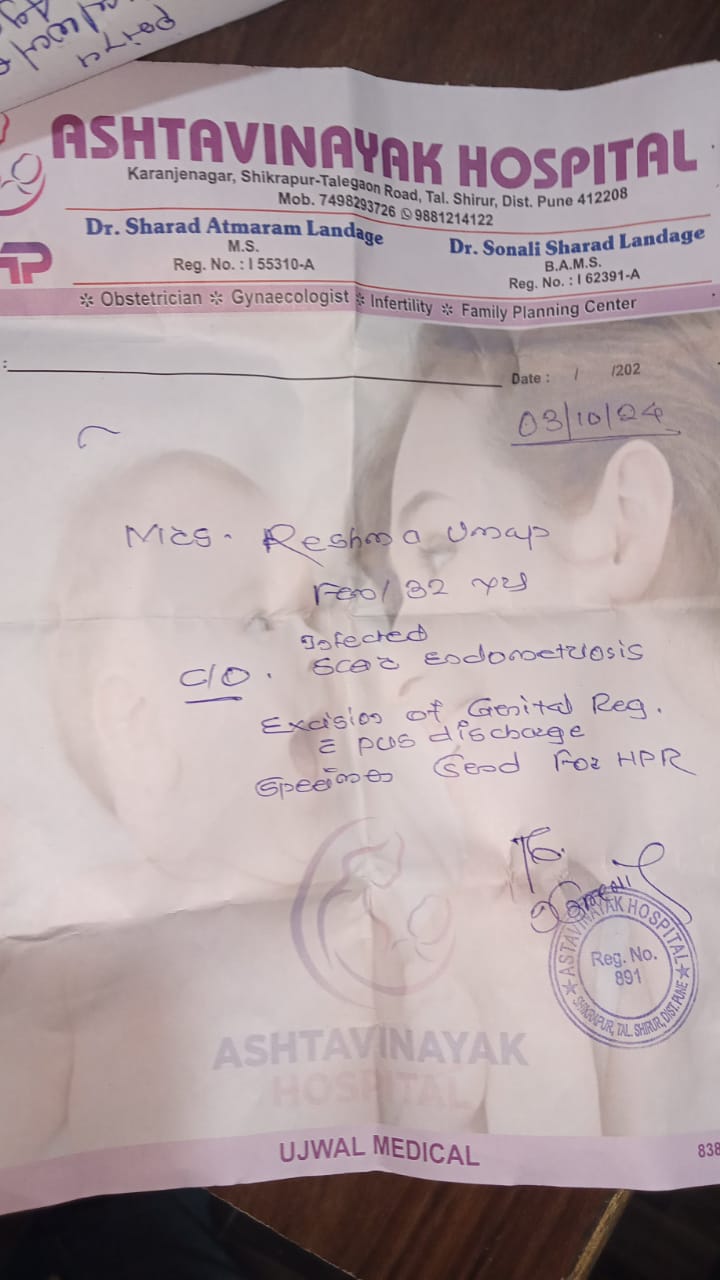 ASHTAVINAYAK HOSPITAL
Karanjenagar, Shikrapur-Talegaon Road, Tal. Shirur, Dist. Pune 412208
Mob. 7498293726 9881214122
Dr. Sharad Atmaram Landage
M.S.
Reg. No. : I 55310-A
Dr. Sonali Sharad Landage
B.A.M.S.
Reg. No. : I 62391-A
* Obstetrician * Gynaecologist * Infertility * Family Planning Center
Date : / /202
03/10/24
Mrs. Reshma Umap
Fem/ 32 yrs
Infected
C/O. Scar Endometriosis
Excision of Genital Reg.
c pus discharge
Send For HPR
ASTAVINAYAK HOSPITAL
Reg. No.
891
SHIKRAPUR, TAL. SHIRUR, DIST. PUNE
ASHTAVINAYAK
HOSPITAL
UJWAL MEDICAL
838